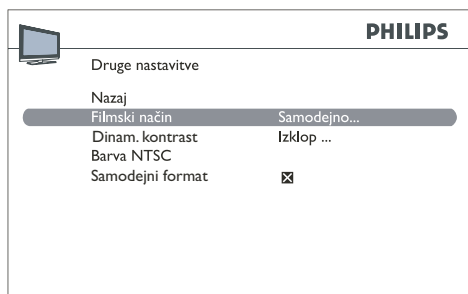 PHILIPS
Druge nastavitve
Nazaj
Filmski način Samodejno...
Dinam. kontrast Izklop ...
Barva NTSC
Samodejni format